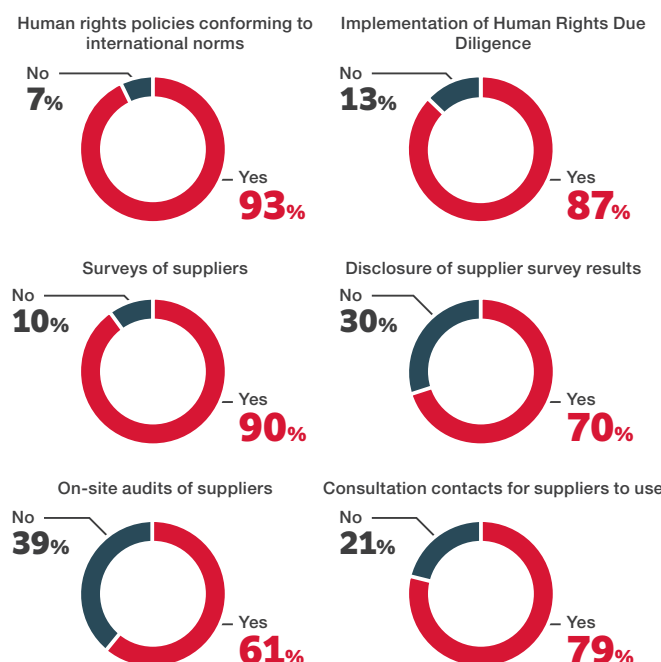 Human rights policies conforming to
international norms
No
7%
Yes
93%
Implementation of Human Rights Due
Diligence
No
13%
Yes
87%
Surveys of suppliers
No
10%
Yes
90%
Disclosure of supplier survey results
No
30%
Yes
70%
On-site audits of suppliers
No
39%
Yes
61%
Consultation contacts for suppliers to use
No
21%
Yes
79%